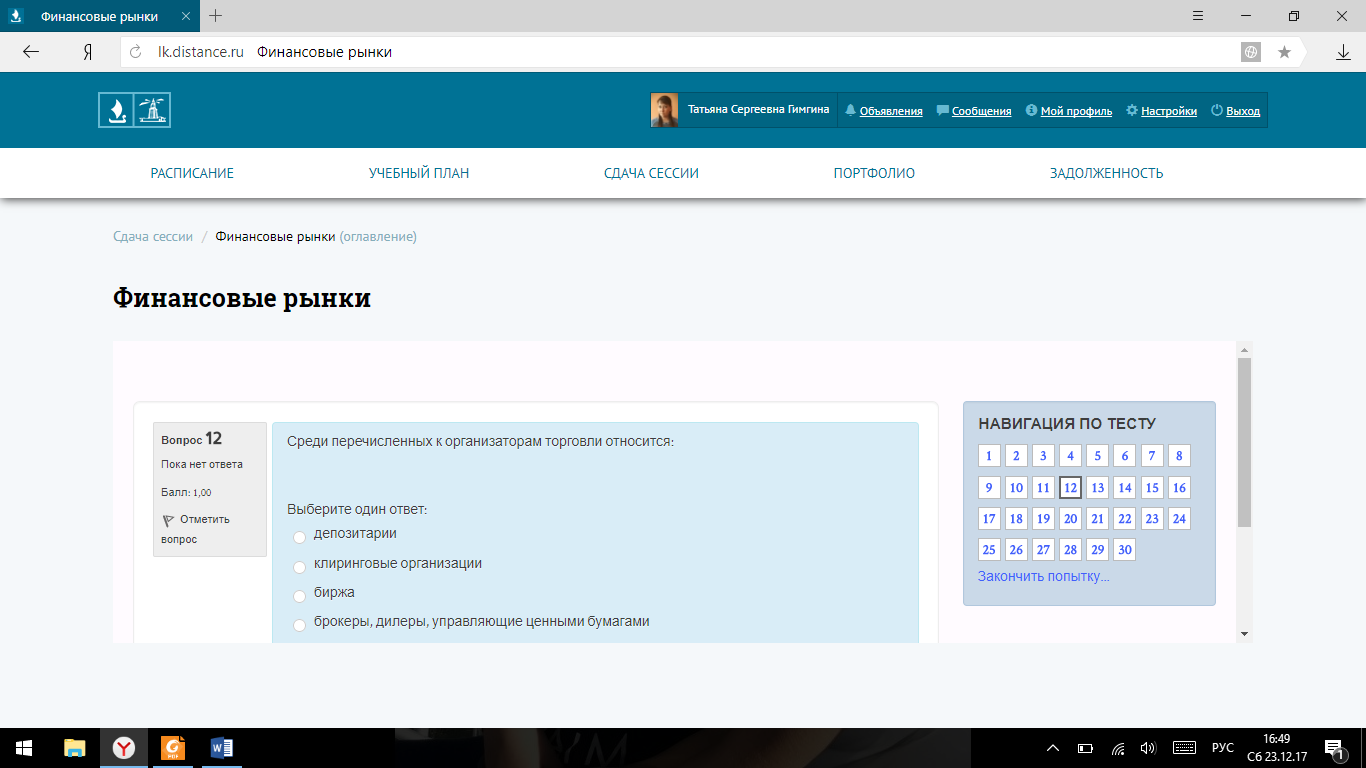 Финансовые рынки
lk.distance.ru Финансовые рынки
Татьяна Сергеевна Гимгина Объявления Сообщения Мой профиль Настройки Выход
РАСПИСАНИЕ УЧЕБНЫЙ ПЛАН СДАЧА СЕССИИ ПОРТФОЛИО ЗАДОЛЖЕННОСТЬ
Сдача сессии / Финансовые рынки (оглавление)
Финансовые рынки
Вопрос 12
Пока нет ответа
Балл: 1,00
Отметить
вопрос
Среди перечисленных к организаторам торговли относится:
Выберите один ответ:
депозитарии
клиринговые организации
биржа
брокеры, дилеры, управляющие ценными бумагами
НАВИГАЦИЯ ПО ТЕСТУ
1 2 3 4 5 6 7 8
9 10 11 12 13 14 15 16
17 18 19 20 21 22 23 24
25 26 27 28 29 30
Закончить попытку...
РУС
16:49
Сб 23.12.17
1